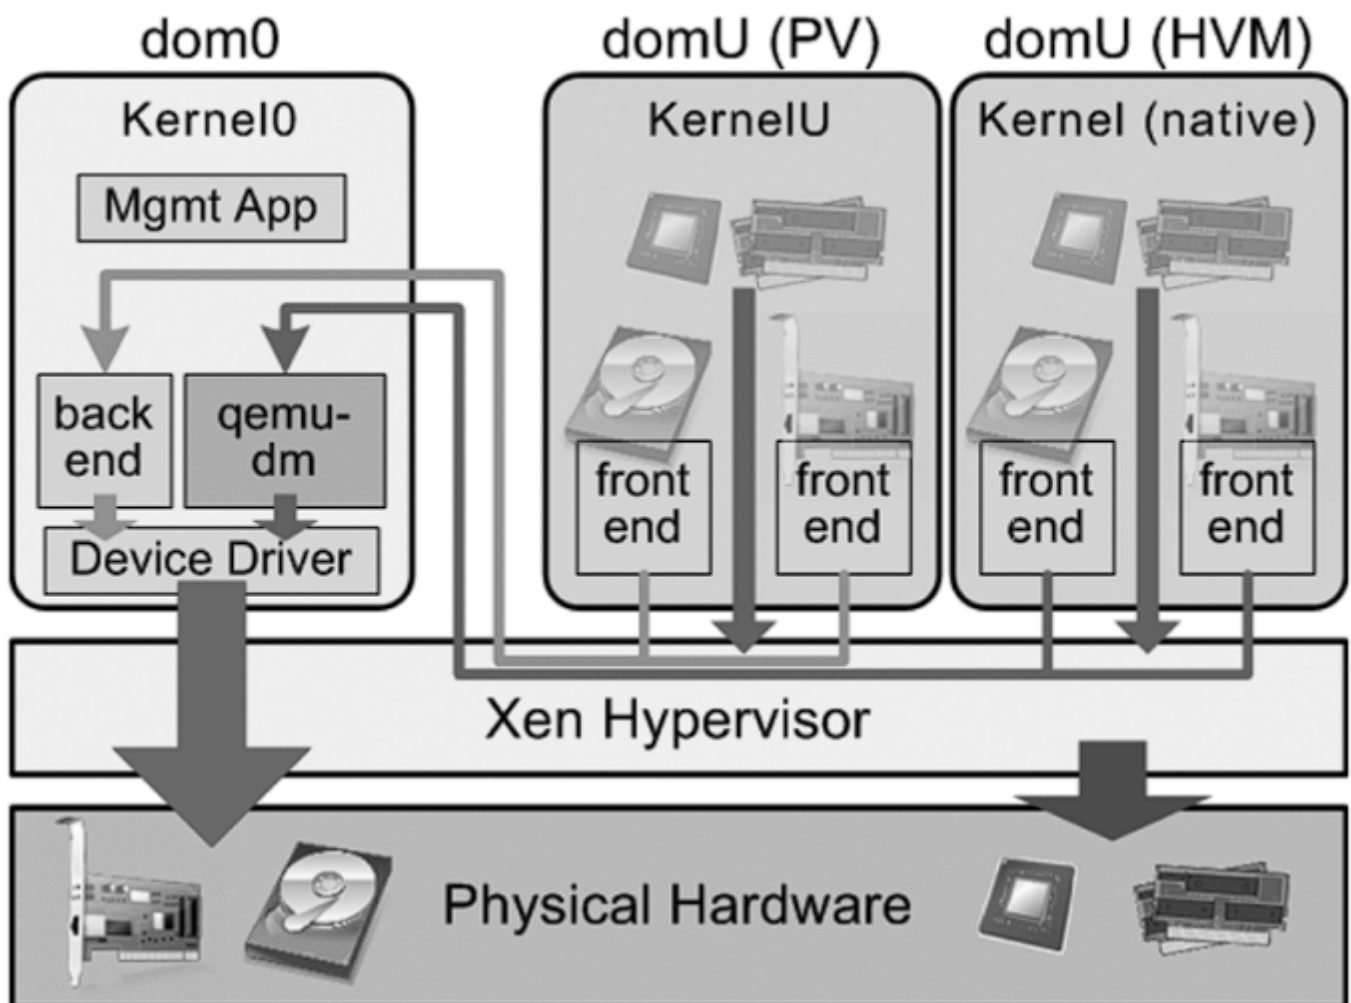 dom0
domU (PV)
domU (HVM)
Kernel0
KernelU
Kernel (native)
Mgmt App
back
end
qemu-
dm
Device Driver
front
end
front
end
front
end
front
end
Xen Hypervisor
Physical Hardware